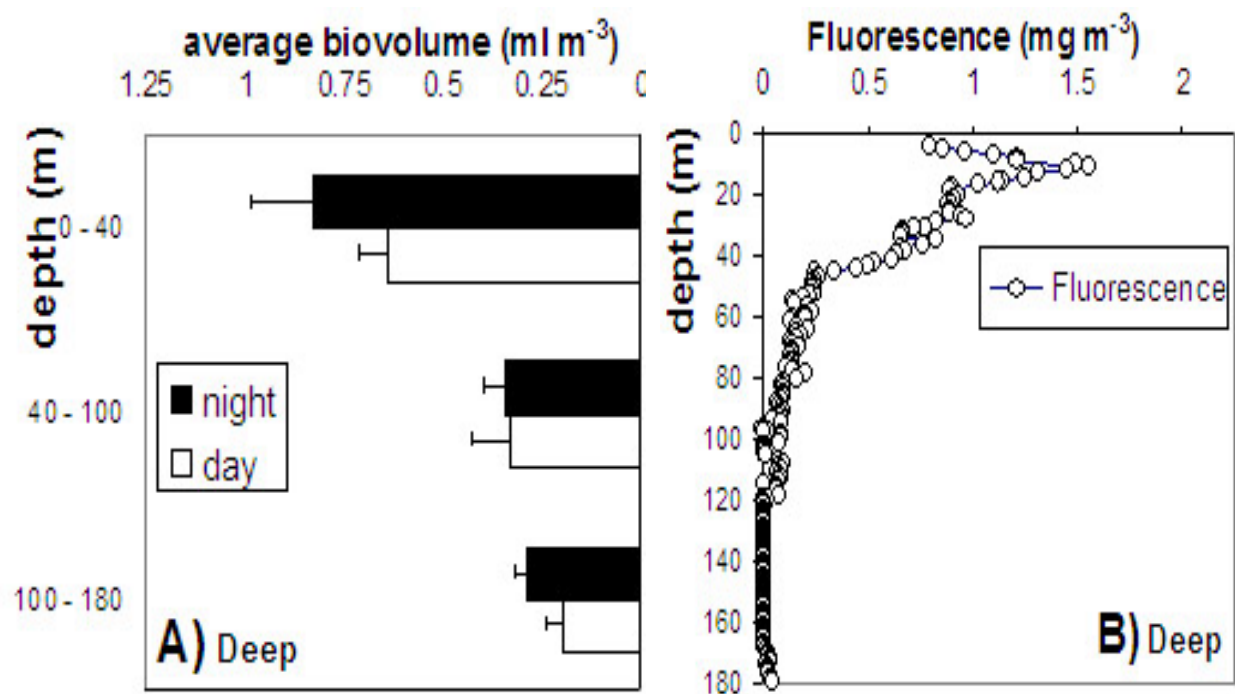 average biovolume (ml m⁻³)
1.25 1 0.75 0.5 0.25 0
depth (m)
0 - 40
40 - 100
100 - 180
night
day
A) Deep
Fluorescence (mg m⁻³)
0 0.5 1 1.5 2
depth (m)
0
20
40
60
80
100
120
140
160
180
Fluorescence
B) Deep